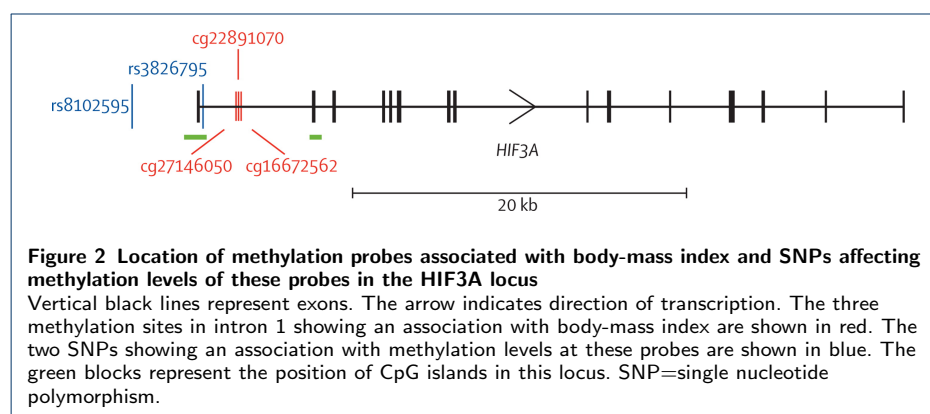 cg22891070
rs3826795
rs8102595
cg27146050 cg16672562
HIF3A
20 kb
Figure 2 Location of methylation probes associated with body-mass index and SNPs affecting
methylation levels of these probes in the HIF3A locus
Vertical black lines represent exons. The arrow indicates direction of transcription. The three
methylation sites in intron 1 showing an association with body-mass index are shown in red. The
two SNPs showing an association with methylation levels at these probes are shown in blue. The
green blocks represent the position of CpG islands in this locus. SNP=single nucleotide
polymorphism.